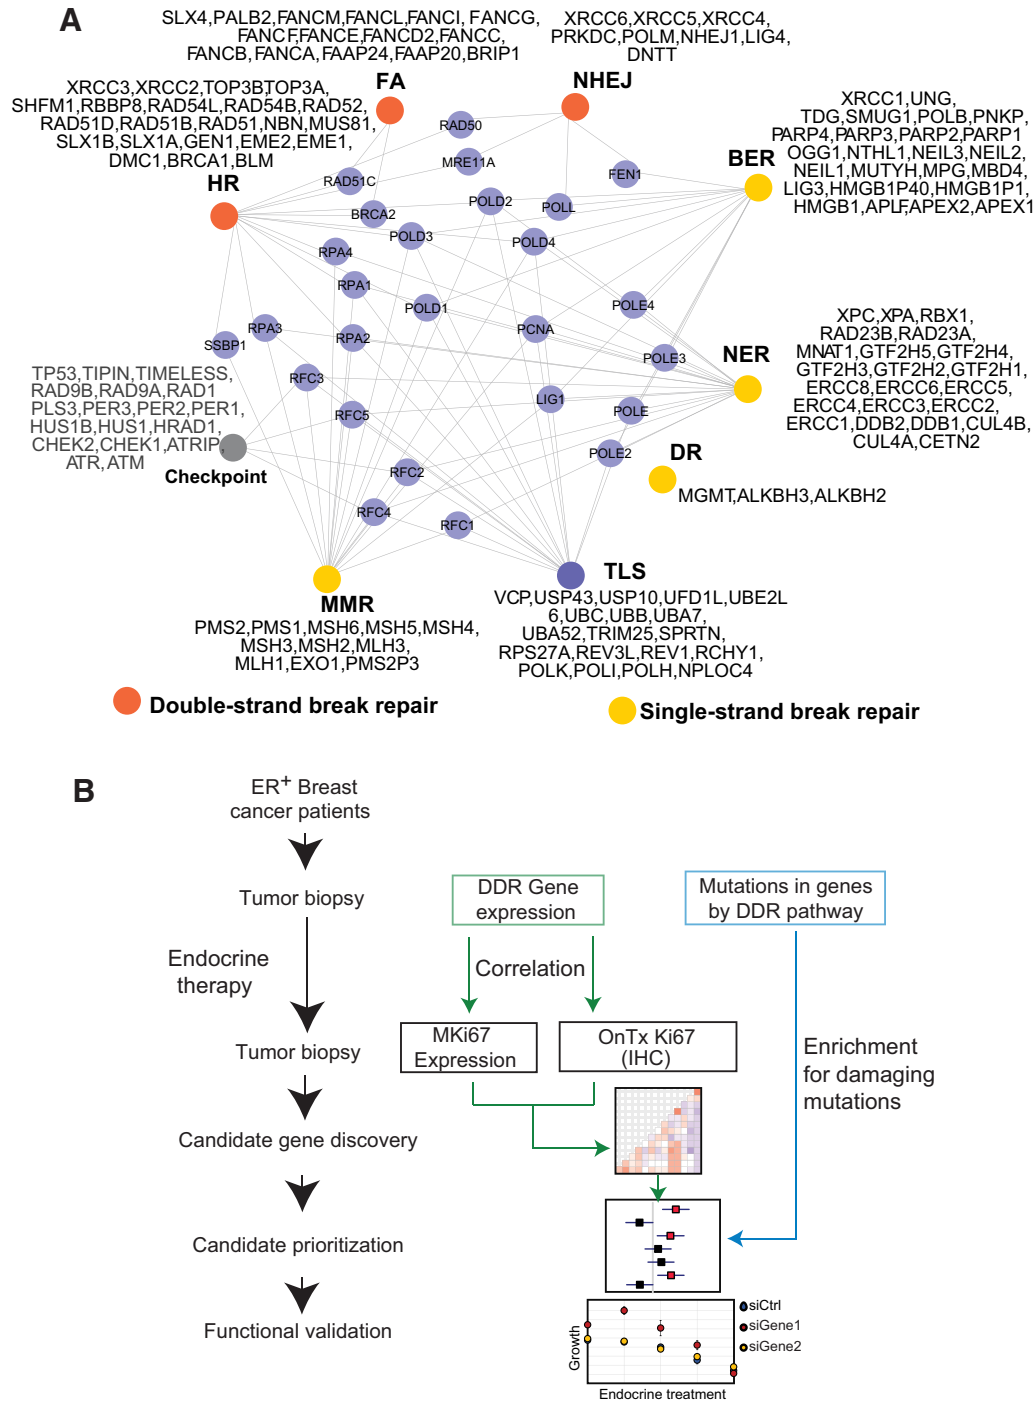 A
SLX4,PALB2,FANCM,FANCL,FANCI, FANCG,
FANCF,FANCE,FANCD2,FANCC,
FANCB,FANCA,FAAP24,FAAP20,BRIP1
FA
XRCC6,XRCC5,XRCC4,
PRKDC,POLM,NHEJ1,LIG4,
DNTT
NHEJ
XRCC3,XRCC2,TOP3B,TOP3A,
SHFM1,RBBP8,RAD54L,RAD54B,RAD52,
RAD51D,RAD51B,RAD51,NBN,MUS81,
SLX1B,SLX1A,GEN1,EME2,EME1,
DMC1,BRCA1,BLM
HR
XRCC1,UNG,
TDG,SMUG1,POLB,PNKP,
PARP4,PARP3,PARP2,PARP1
OGG1,NTHL1,NEIL3,NEIL2,
NEIL1,MUTYH,MPG,MBD4,
LIG3,HMGB1P40,HMGB1P1,
HMGB1,APLF,APEX2,APEX1
BER
RAD50
MRE11A
FEN1
RAD51C
POLD2
POLL
BRCA2
POLD3
POLD4
RPA4
RPA1
POLD1
POLE4
PCNA
RPA3
RPA2
SSBP1
POLE3
RFC3
LIG1
RFC5
POLE
POLE2
RFC2
RFC4
RFC1
XPC,XPA,RBX1,
RAD23B,RAD23A,
MNAT1,GTF2H5,GTF2H4,
GTF2H3,GTF2H2,GTF2H1,
ERCC8,ERCC6,ERCC5,
ERCC4,ERCC3,ERCC2,
ERCC1,DDB2,DDB1,CUL4B,
CUL4A,CETN2
NER
TP53,TIPIN,TIMELESS,
RAD9B,RAD9A,RAD1
PLS3,PER3,PER2,PER1,
HUS1B,HUS1,HRAD1,
CHEK2,CHEK1,ATRIP,
ATR,ATM
Checkpoint
DR
MGMT,ALKBH3,ALKBH2
MMR
PMS2,PMS1,MSH6,MSH5,MSH4,
MSH3,MSH2,MLH3,
MLH1,EXO1,PMS2P3
TLS
VCP,USP43,USP10,UFD1L,UBE2L
6,UBC,UBB,UBA7,
UBA52,TRIM25,SPRTN,
RPS27A,REV3L,REV1,RCHY1,
POLK,POLI,POLH,NPLOC4
Double-strand break repair
Single-strand break repair
B
ER+ Breast
cancer patients
Tumor biopsy
Endocrine
therapy
Tumor biopsy
Candidate gene discovery
Candidate prioritization
Functional validation
DDR Gene
expression
Correlation
MKi67
Expression
OnTx Ki67
(IHC)
Mutations in genes
by DDR pathway
Enrichment
for damaging
mutations
Growth
Endocrine treatment
siCtrl
siGene1
siGene2